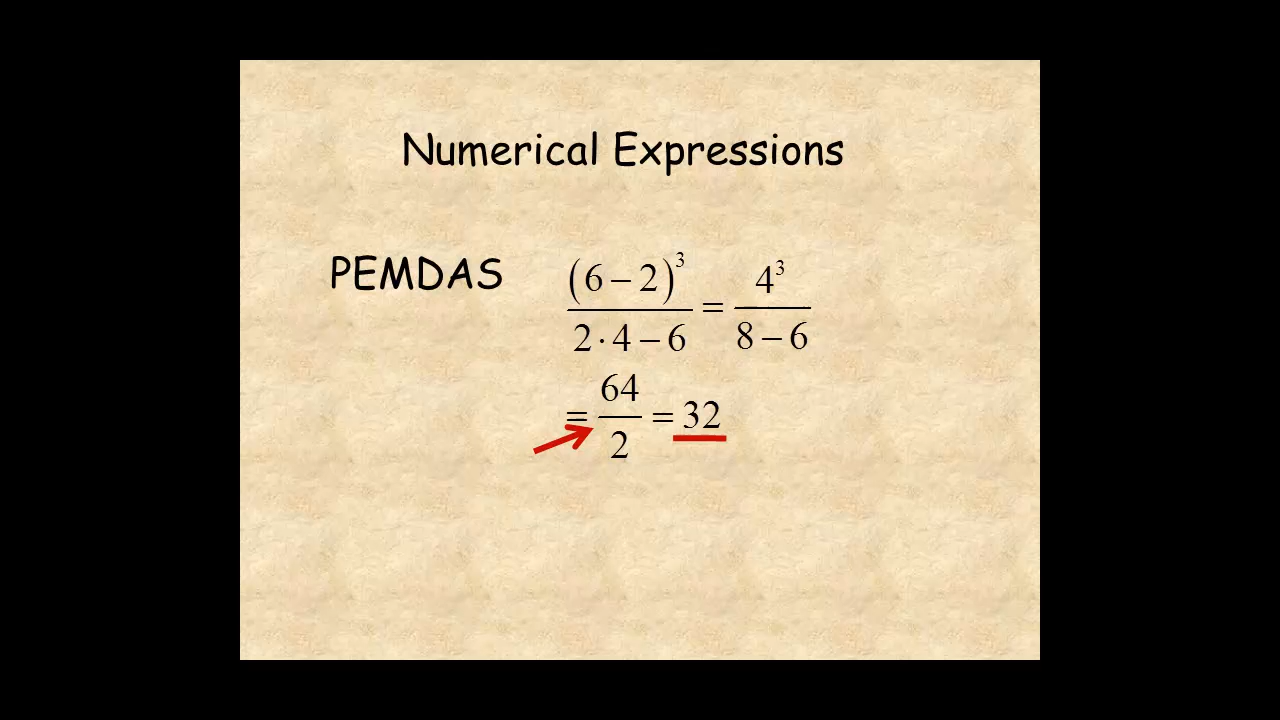 Numerical Expressions
PEMDAS
(6 − 2)³ / (2 · 4 − 6) = 4³ / (8 − 6)
= 64 / 2 = 32